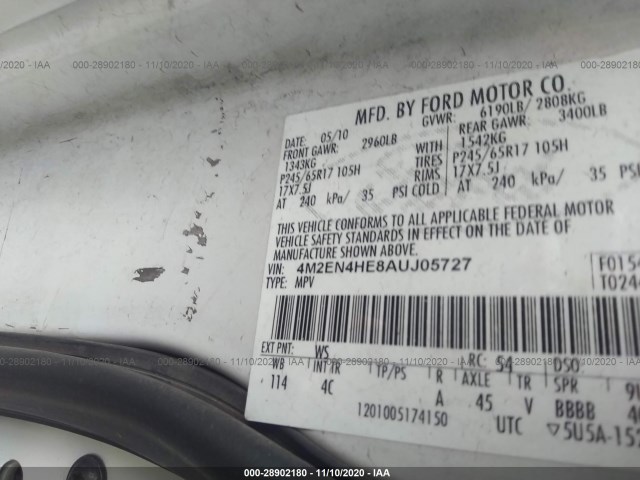 000-28902180 - 11/10/2020 - IAA
MFD. BY FORD MOTOR CO.
DATE: 05/10 GVWR: 6190LB/ 2808KG
FRONT GAWR: 2960LB REAR GAWR: 3400LB
1343KG WITH 1542KG
P245/65R17 105H TIRES P245/65R17 105H
17X7.5J RIMS 17X7.5J
AT 240 kPa/ 35 PSI COLD AT 240 kPa/ 35 PSI
THIS VEHICLE CONFORMS TO ALL APPLICABLE FEDERAL MOTOR
VEHICLE SAFETY STANDARDS IN EFFECT ON THE DATE OF
MANUFACTURE SHOWN ABOVE.
VIN: 4M2EN4HE8AUJ05727
TYPE: MPV
EXT PNT: WS RC: 54 DSO:
WB INT TR TP/PS R AXLE TR SPR
114 4C A 45 V BBBB
1201005174150 UTC ▽5U5A-
000-28902180 - 11/10/2020 - IAA